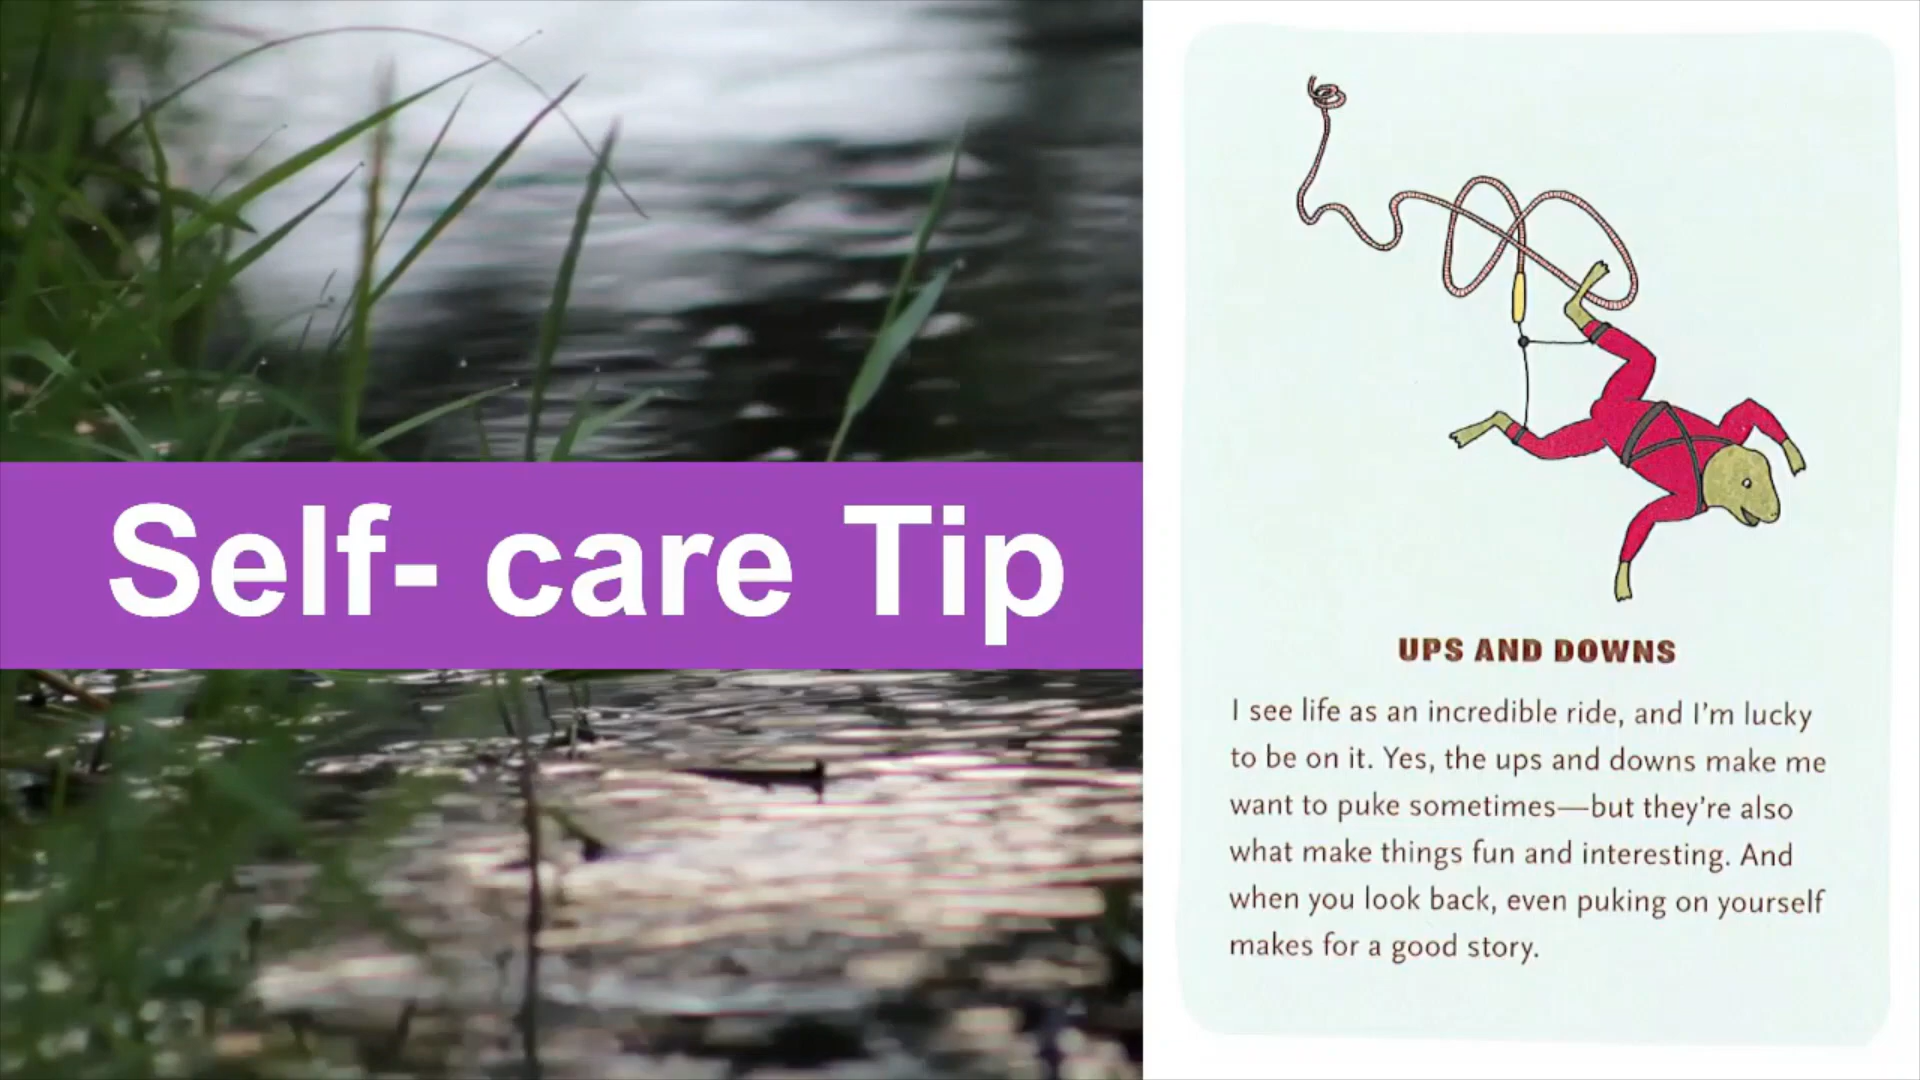 Self- care Tip
UPS AND DOWNS
I see life as an incredible ride, and I'm lucky
to be on it. Yes, the ups and downs make me
want to puke sometimes—but they're also
what make things fun and interesting. And
when you look back, even puking on yourself
makes for a good story.